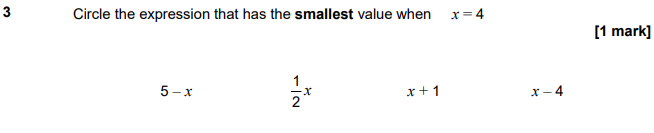 3 Circle the expression that has the smallest value when x = 4
[1 mark]
5 – x 1/2 x x + 1 x – 4